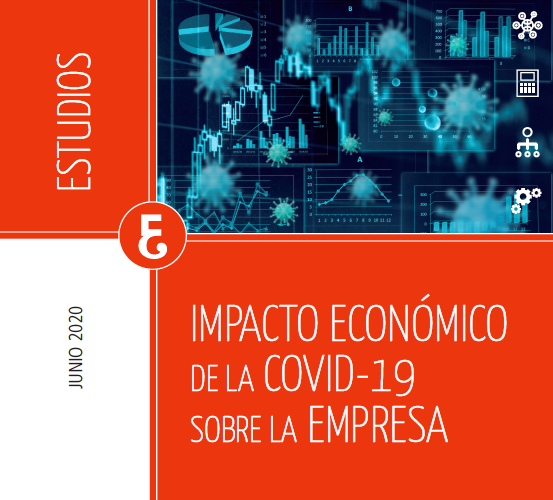 ESTUDIOS
B
A
JUNIO 2020
IMPACTO ECONÓMICO
DE LA COVID-19
SOBRE LA EMPRESA